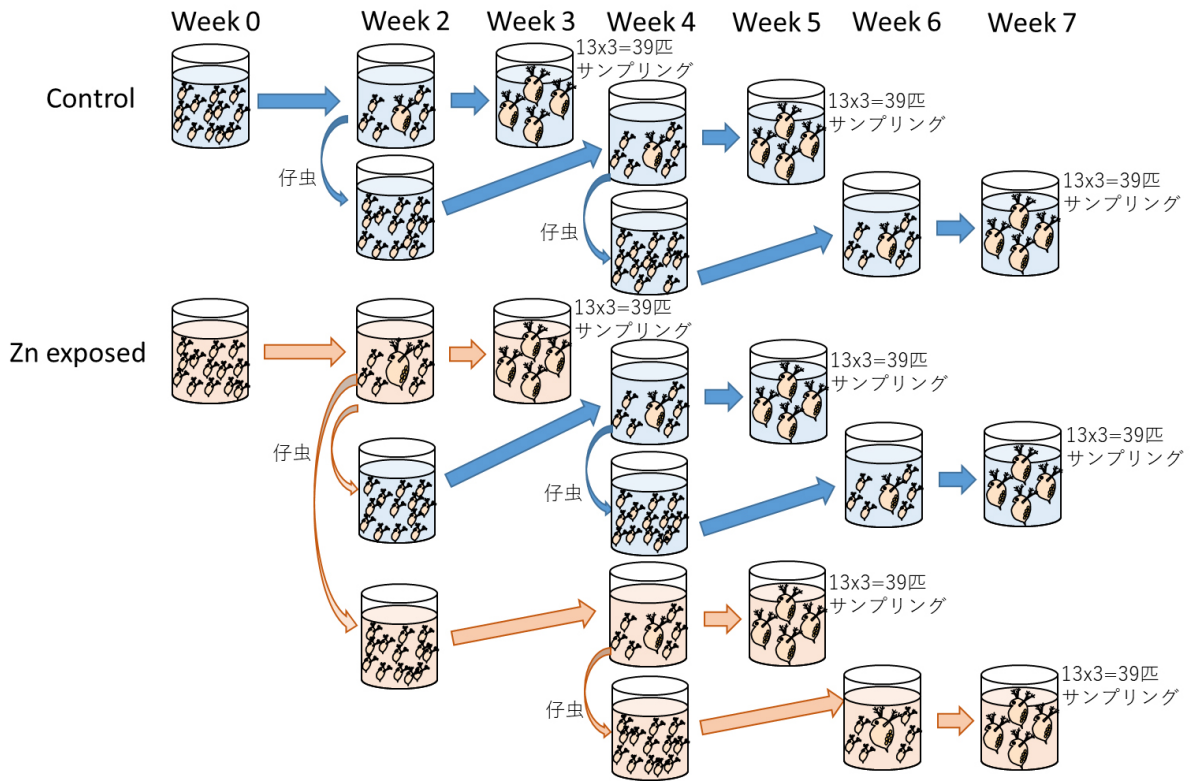 Week 0
Week 2
Week 3
Week 4
Week 5
Week 6
Week 7
Control
13x3=39匹
サンプリング
13x3=39匹
サンプリング
13x3=39匹
サンプリング
仔虫
仔虫
Zn exposed
13x3=39匹
サンプリング
13x3=39匹
サンプリング
13x3=39匹
サンプリング
仔虫
仔虫
13x3=39匹
サンプリング
13x3=39匹
サンプリング
仔虫